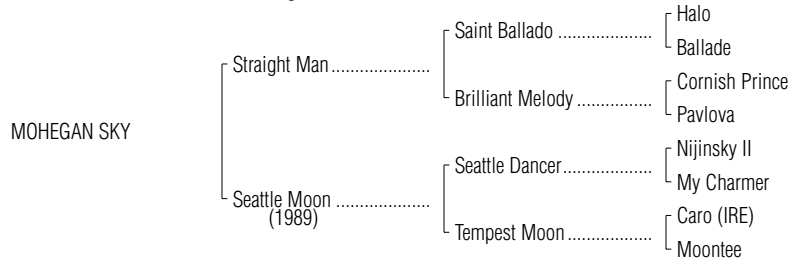 Halo
Saint Ballado ....................
Ballade
Straight Man.....................
Cornish Prince
Brilliant Melody ................
Pavlova
MOHEGAN SKY
Nijinsky II
Seattle Dancer...................
My Charmer
Seattle Moon ....................
(1989)
Caro (IRE)
Tempest Moon..................
Moontee